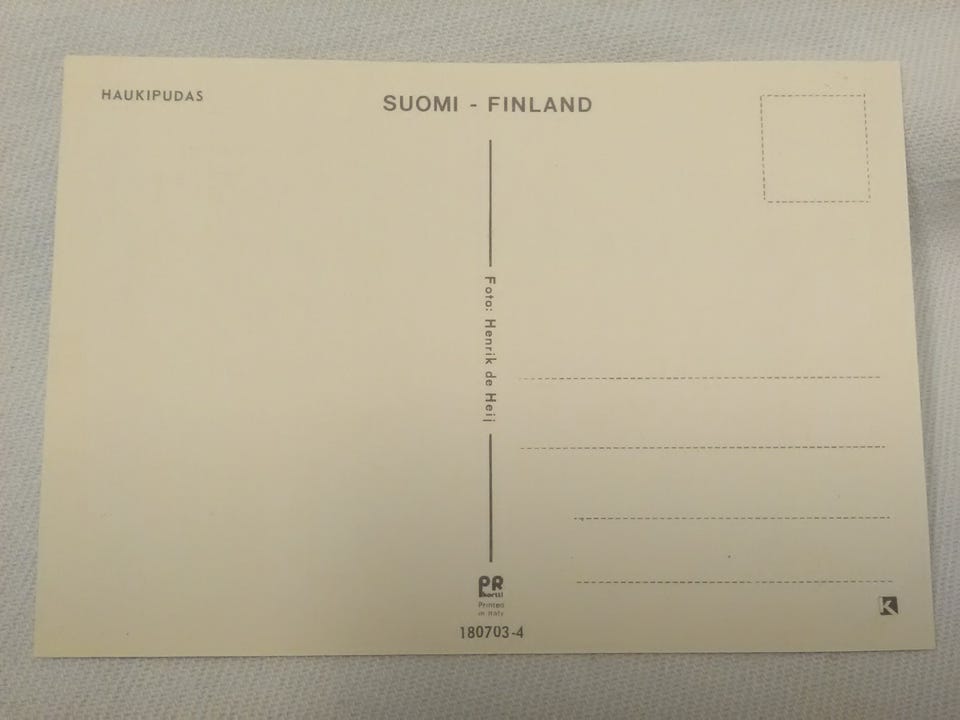 HAUKIPUDAS
SUOMI - FINLAND
Foto: Henrik de Heij
PR
kortti
Printed
in Italy
180703-4
K